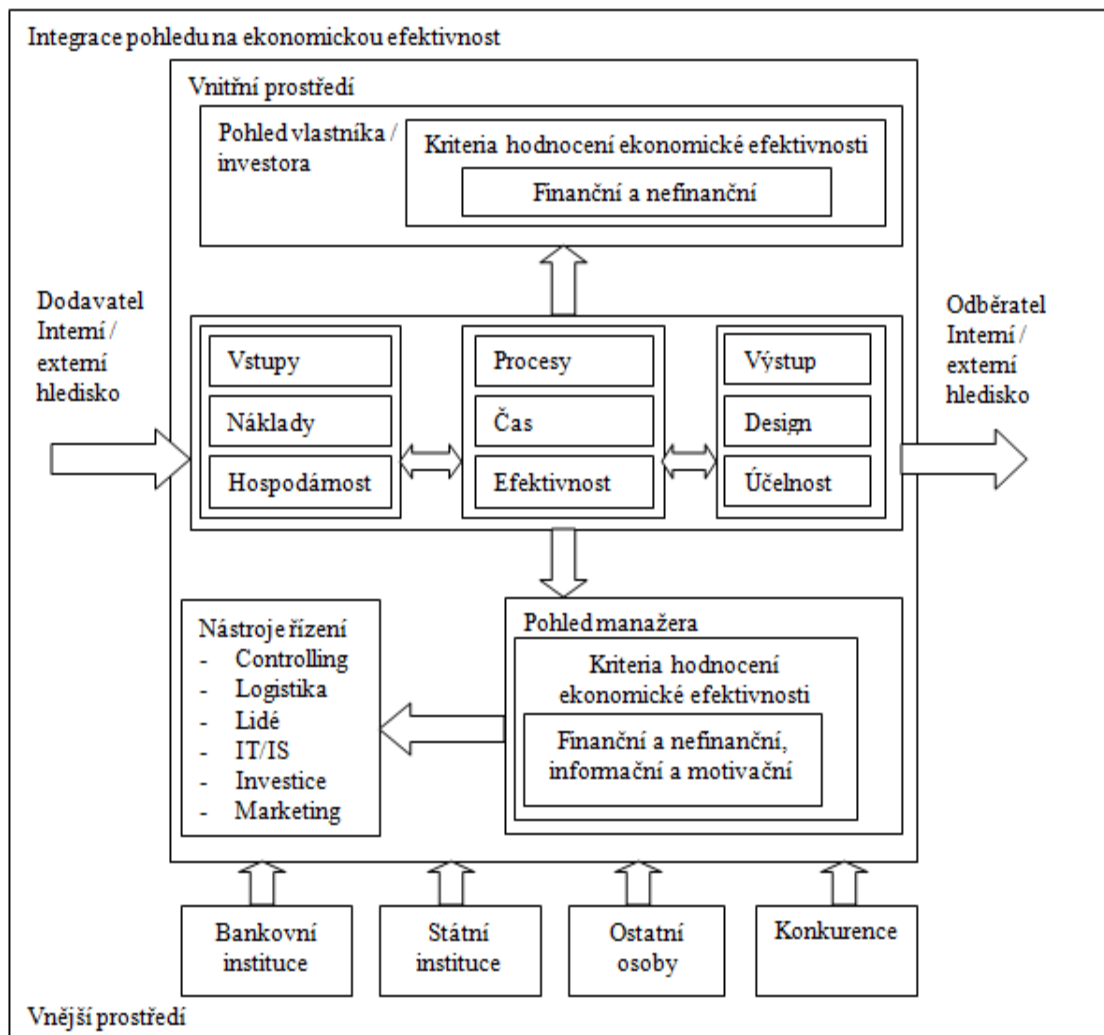 Integrace pohledu na ekonomickou efektivnost
Vnitřní prostředí
Pohled vlastníka /
investora
Kriteria hodnocení ekonomické efektivnosti
Finanční a nefinanční
Dodavatel
Interní /
externí
hledisko
Vstupy
Náklady
Hospodárnost
Procesy
Čas
Efektivnost
Výstup
Design
Účelnost
Odběratel
Interní /
externí
hledisko
Nástroje řízení
- Controlling
- Logistika
- Lidé
- IT/IS
- Investice
- Marketing
Pohled manažera
Kriteria hodnocení
ekonomické efektivnosti
Finanční a nefinanční,
informační a motivační
Bankovní
instituce
Státní
instituce
Ostatní
osoby
Konkurence
Vnější prostředí